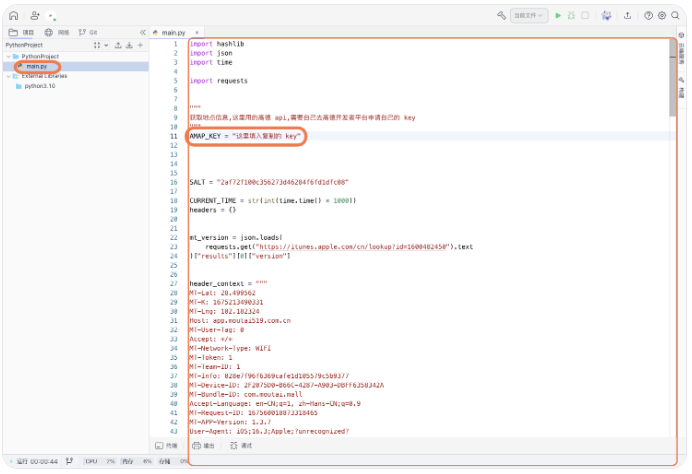 当前文件
项目
网络
Git
main.py
PythonProject
PythonProject
main.py
External Libraries
python3.10
1 import hashlib
2 import json
3 import time
4
5 import requests
6
7
8 """
9 获取地点信息,这里用的高德 api,需要自己去高德开发者平台申请自己的 key
10 """
11 AMAP_KEY = "这里填入复制的 key"
12
13
14
15
16 SALT = "2af72f100c356273d46284f6fd1dfc08"
17
18 CURRENT_TIME = str(int(time.time() * 1000))
19 headers = {}
20
21
22 mt_version = json.loads(
23 requests.get("https://itunes.apple.com/cn/lookup?id=1600482450").text
24 )["results"][0]["version"]
25
26
27 header_context = """
28 MT-Lat: 28.499562
29 MT-K: 1675213490331
30 MT-Lng: 102.182324
31 Host: app.moutai519.com.cn
32 MT-User-Tag: 0
33 Accept: */*
34 MT-Network-Type: WIFI
35 MT-Token: 1
36 MT-Team-ID: 1
37 MT-Info: 028e7f96f6369cafe1d105579c5b9377
38 MT-Device-ID: 2F2075D0-B66C-4287-A903-DBFF6358342A
39 MT-Bundle-ID: com.moutai.mall
40 Accept-Language: en-CN;q=1, zh-Hans-CN;q=0.9
41 MT-Request-ID: 167560018873318465
42 MT-APP-Version: 1.3.7
43 User-Agent: iOS;16.3;Apple;?unrecognized?
终端
输出
调试
运行 00:00:44
CPU 2% 内存 6% 存储 0%